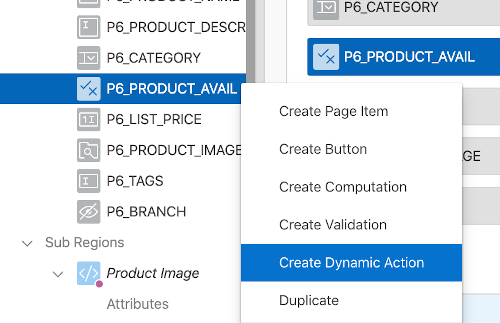 P6_PRODUCT_NAME
P6_PRODUCT_DESCRI
P6_CATEGORY
P6_PRODUCT_AVAIL
P6_LIST_PRICE
P6_PRODUCT_IMAGE
P6_TAGS
P6_BRANCH
Sub Regions
Product Image
Attributes
P6_CATEGORY
P6_PRODUCT_AVAIL
GE
Create Page Item
Create Button
Create Computation
Create Validation
Create Dynamic Action
Duplicate